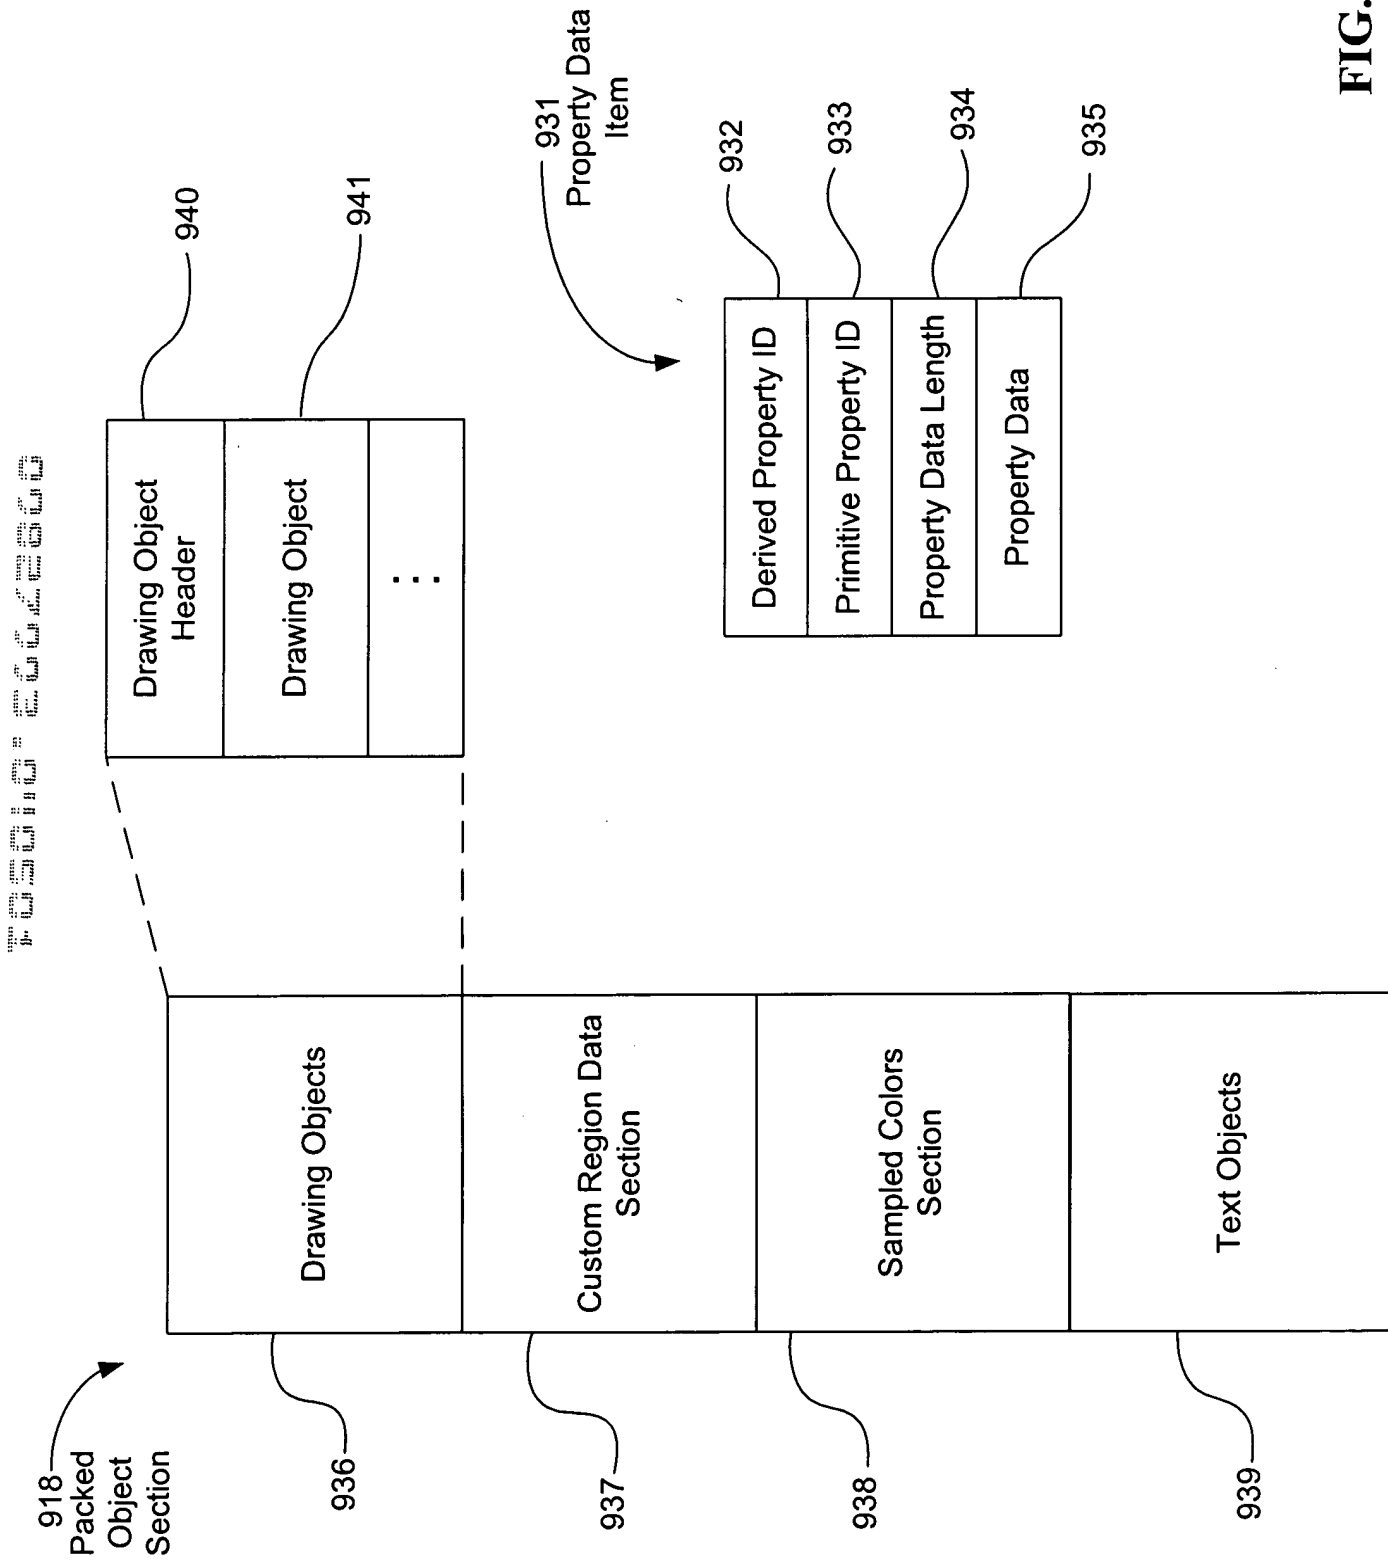 918
Packed
Object
Section
936
937
938
939
Drawing Objects
Custom Region Data
Section
Sampled Colors
Section
Text Objects
Drawing Object
Header
Drawing Object
⋮
940
941
931
Property Data
Item
Derived Property ID
Primitive Property ID
Property Data Length
Property Data
932
933
934
935
FIG.